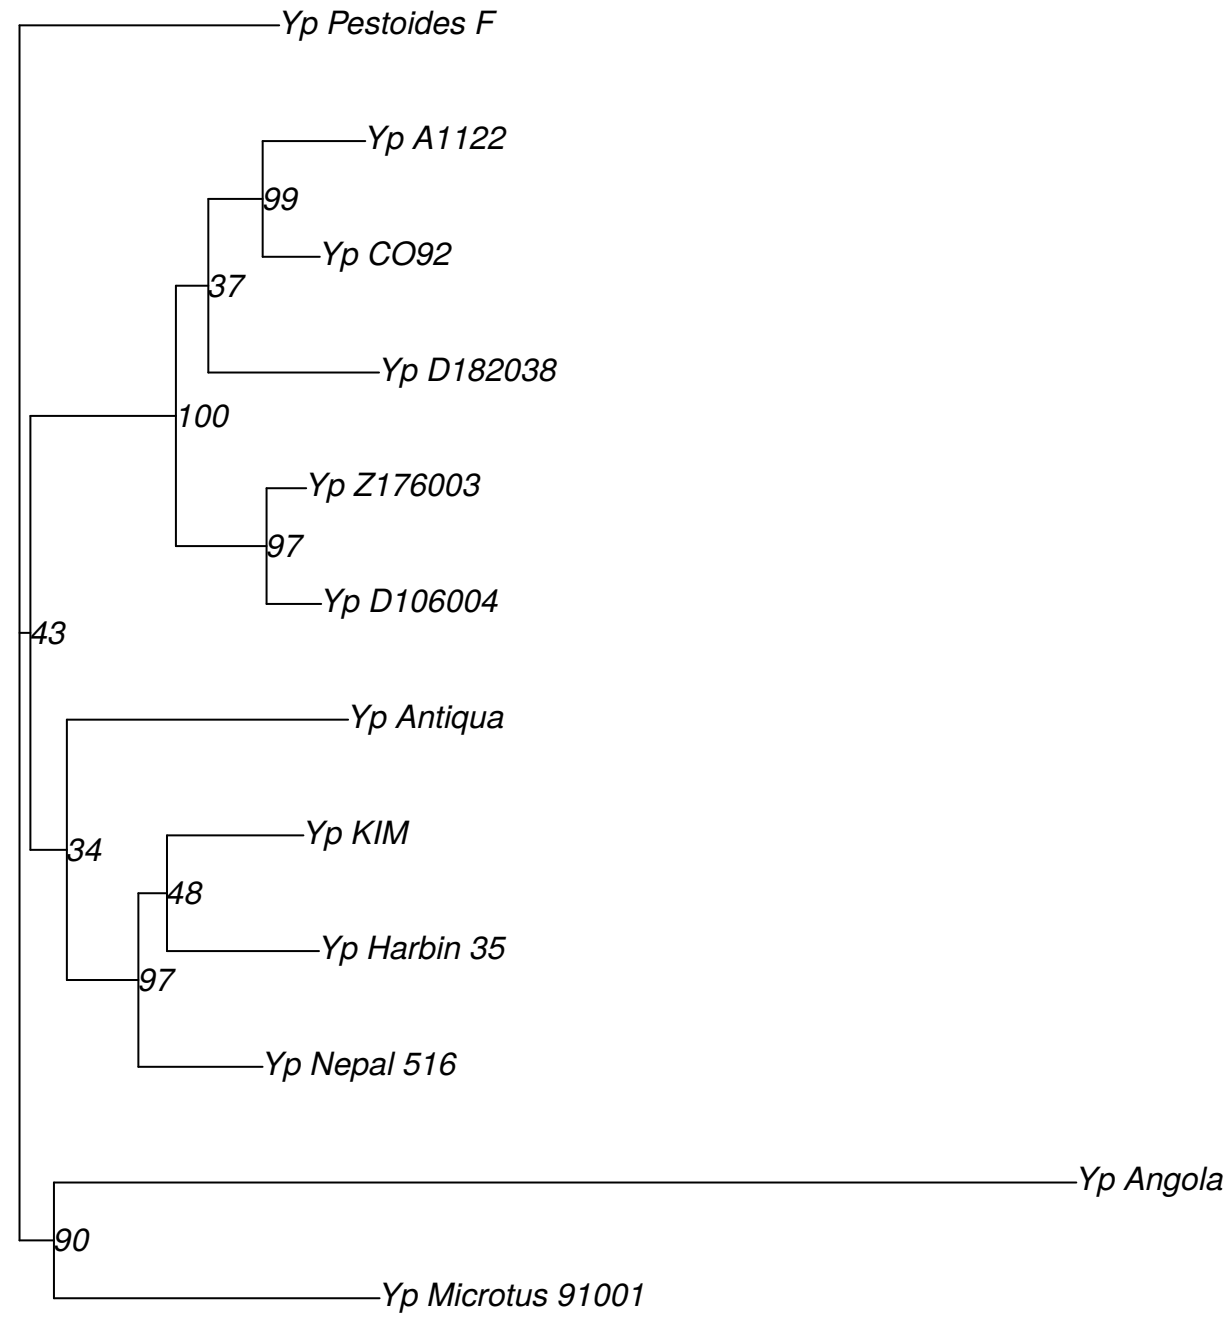 Yp Pestoides F
Yp A1122
99
Yp CO92
37
Yp D182038
100
Yp Z176003
97
Yp D106004
43
Yp Antiqua
Yp KIM
34
48
Yp Harbin 35
97
Yp Nepal 516
Yp Angola
90
Yp Microtus 91001